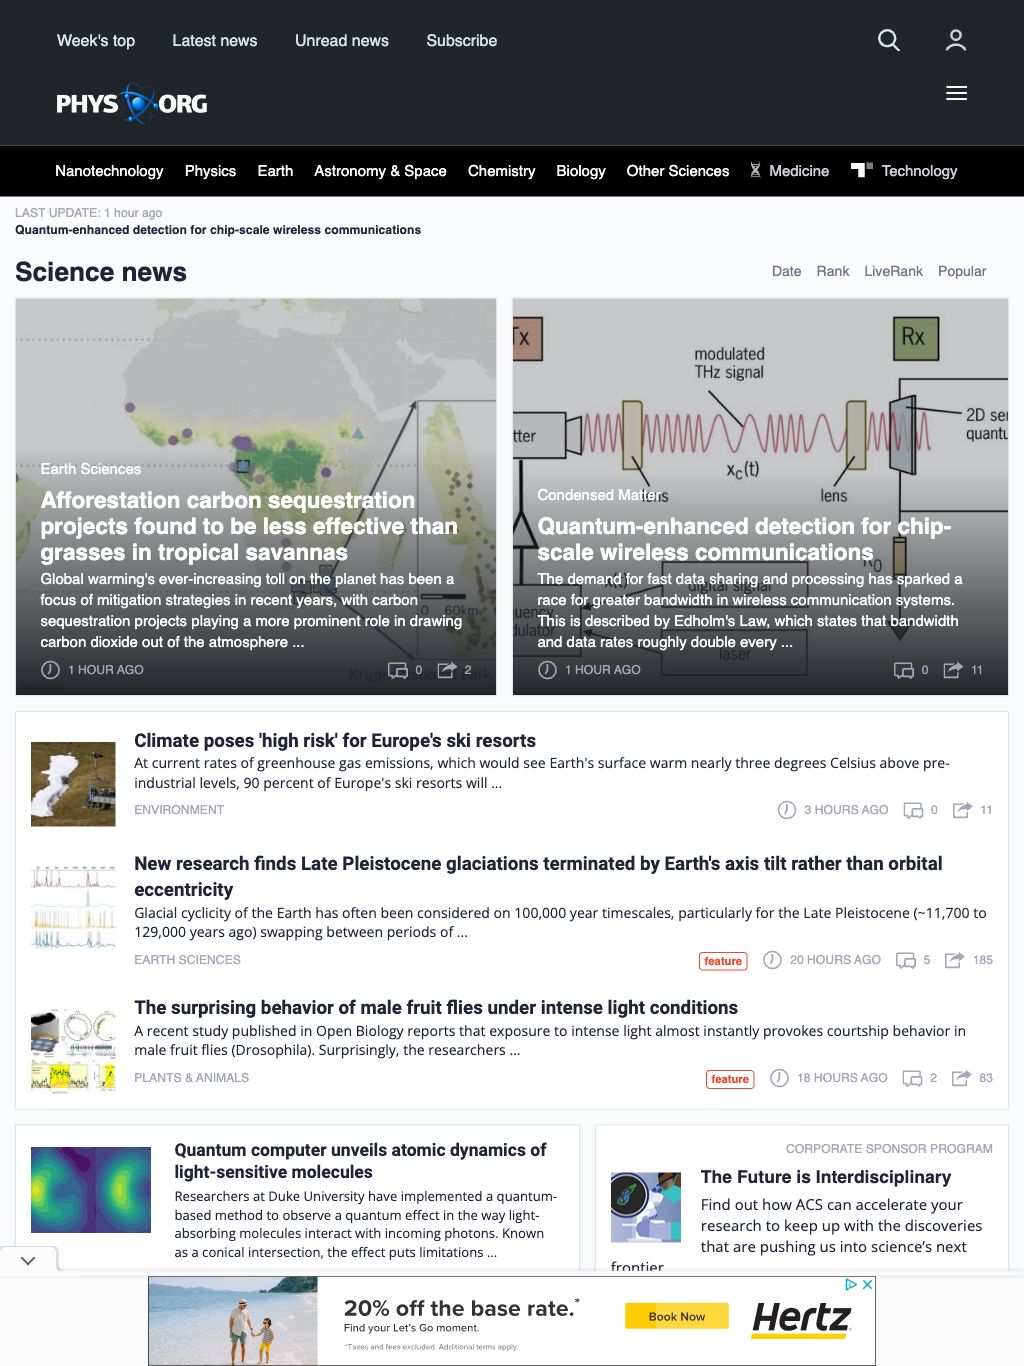 Week's top Latest news Unread news Subscribe
PHYS ORG
Nanotechnology Physics Earth Astronomy & Space Chemistry Biology Other Sciences Medicine Technology
LAST UPDATE: 1 hour ago
Quantum-enhanced detection for chip-scale wireless communications
Science news
Date Rank LiveRank Popular
Earth Sciences
Afforestation carbon sequestration
projects found to be less effective than
grasses in tropical savannas
Global warming's ever-increasing toll on the planet has been a
focus of mitigation strategies in recent years, with carbon
sequestration projects playing a more prominent role in drawing
carbon dioxide out of the atmosphere ...
1 HOUR AGO 0 2
0 60km
Tx
Rx
modulated
THz signal
2D se
quantu
tter
xc(t)
lens
lens
Condensed Matter
Quantum-enhanced detection for chip-
scale wireless communications
The demand for fast data sharing and processing has sparked a
race for greater bandwidth in wireless communication systems.
This is described by Edholm's Law, which states that bandwidth
and data rates roughly double every ...
1 HOUR AGO 0 11
digital signal
laser
Climate poses 'high risk' for Europe's ski resorts
At current rates of greenhouse gas emissions, which would see Earth's surface warm nearly three degrees Celsius above pre-
industrial levels, 90 percent of Europe's ski resorts will ...
ENVIRONMENT 3 HOURS AGO 0 11
New research finds Late Pleistocene glaciations terminated by Earth's axis tilt rather than orbital
eccentricity
Glacial cyclicity of the Earth has often been considered on 100,000 year timescales, particularly for the Late Pleistocene (~11,700 to
129,000 years ago) swapping between periods of ...
EARTH SCIENCES feature 20 HOURS AGO 5 185
The surprising behavior of male fruit flies under intense light conditions
A recent study published in Open Biology reports that exposure to intense light almost instantly provokes courtship behavior in
male fruit flies (Drosophila). Surprisingly, the researchers ...
PLANTS & ANIMALS feature 18 HOURS AGO 2 83
Quantum computer unveils atomic dynamics of
light-sensitive molecules
Researchers at Duke University have implemented a quantum-
based method to observe a quantum effect in the way light-
absorbing molecules interact with incoming photons. Known
as a conical intersection, the effect puts limitations ...
CORPORATE SPONSOR PROGRAM
The Future is Interdisciplinary
Find out how ACS can accelerate your
research to keep up with the discoveries
that are pushing us into science's next
frontier
20% off the base rate.*
Find your Let's Go moment.
*Taxes and fees excluded. Additional terms apply.
Book Now
Hertz